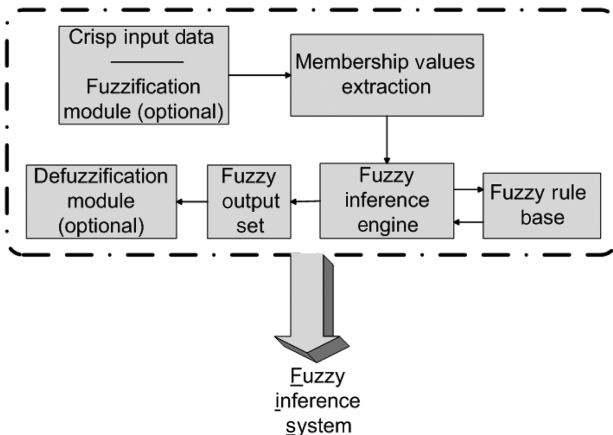 Crisp input data
Fuzzification
module (optional)
Membership values
extraction
Defuzzification
module
(optional)
Fuzzy
output
set
Fuzzy
inference
engine
Fuzzy rule
base
Fuzzy
inference
system